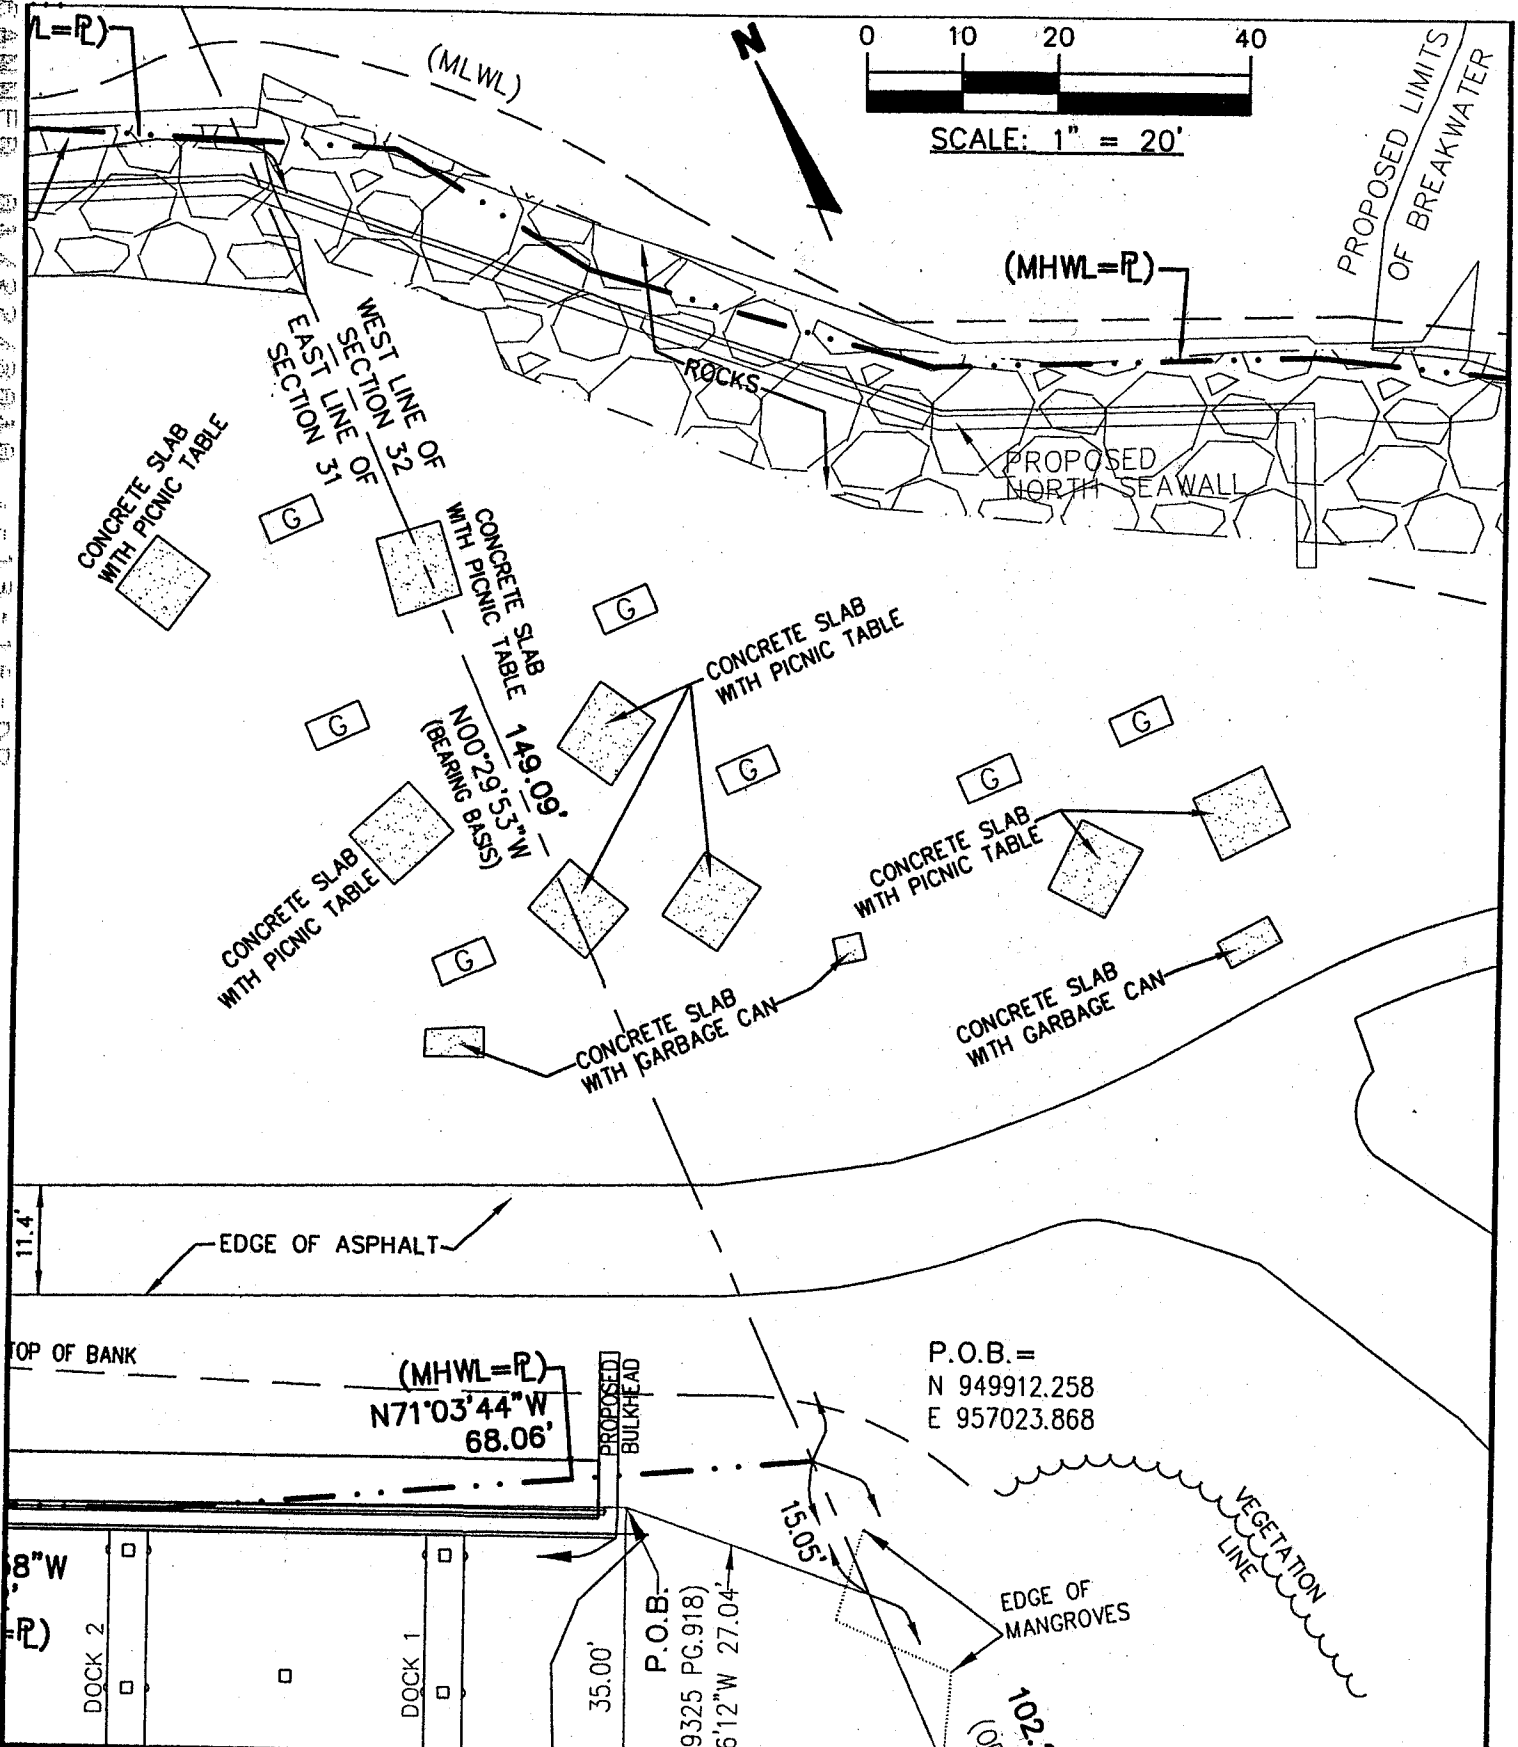 (MLWL)
N
0 10 20 40
SCALE: 1" = 20'
PROPOSED LIMITS
OF BREAKWATER
(MHWL=PL)
ROCKS
PROPOSED
NORTH SEAWALL
WEST LINE OF
SECTION 32
EAST LINE OF
SECTION 31
CONCRETE SLAB
WITH PICNIC TABLE
G
CONCRETE SLAB
WITH PICNIC TABLE
G
CONCRETE SLAB
WITH PICNIC TABLE
149.09'
N00°29'53"W
(BEARING BASIS)
G
G
G
G
CONCRETE SLAB
WITH PICNIC TABLE
CONCRETE SLAB
WITH PICNIC TABLE
G
CONCRETE SLAB
WITH GARBAGE CAN
CONCRETE SLAB
WITH GARBAGE CAN
11.4'
EDGE OF ASPHALT
TOP OF BANK
(MHWL=PL)
N71°03'44"W
68.06'
PROPOSED
BULKHEAD
P.O.B.=
N 949912.258
E 957023.868
VEGETATION
LINE
15.05'
EDGE OF
MANGROVES
8"W
=PL)
DOCK 2
DOCK 1
35.00'
P.O.B.
9325 PG.918)
6'12"W 27.04'
102.